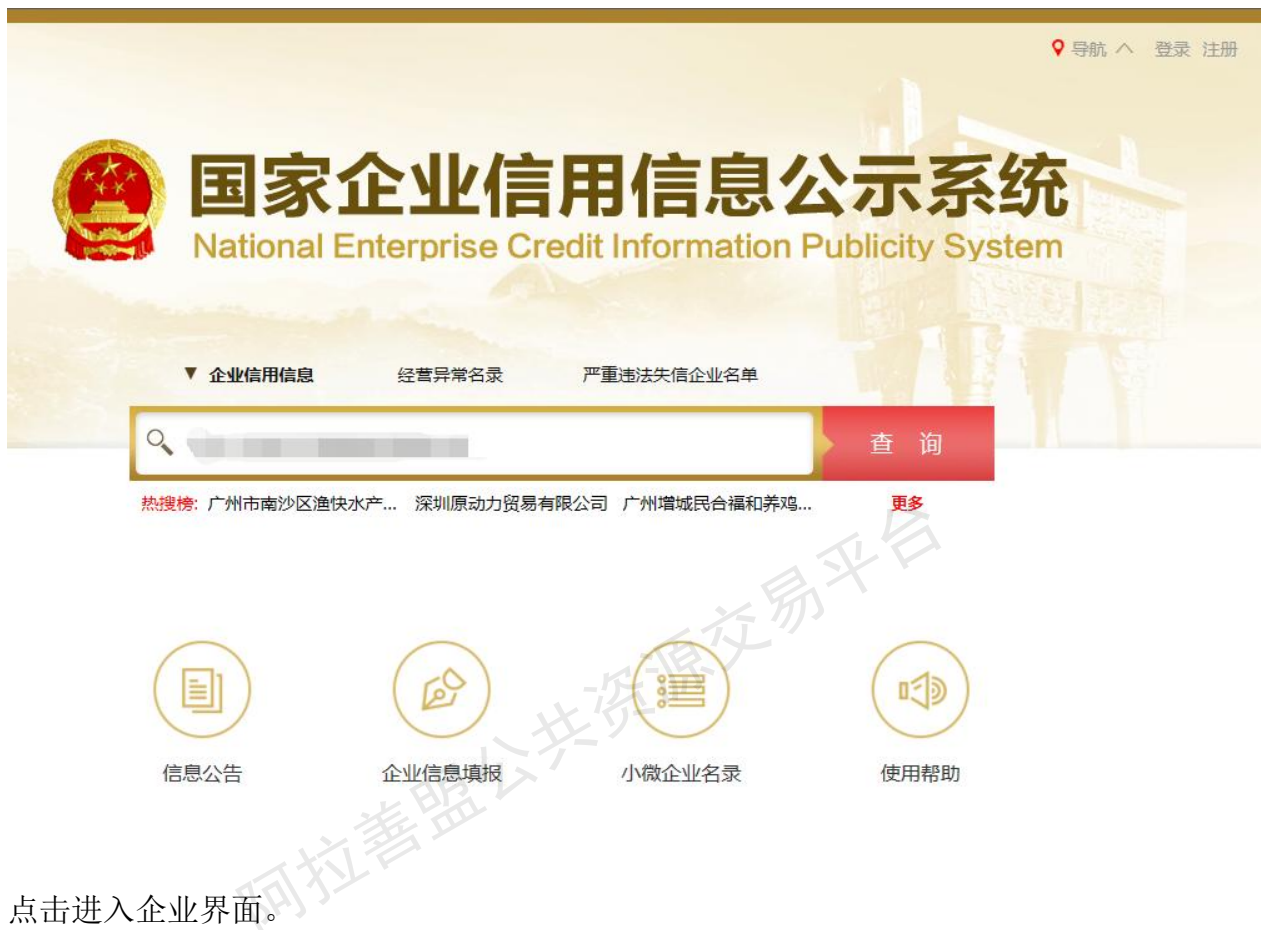 导航 登录 注册
国家企业信用信息公示系统
National Enterprise Credit Information Publicity System
企业信用信息 经营异常名录 严重违法失信企业名单
查 询
热搜榜: 广州市南沙区渔快水产... 深圳原动力贸易有限公司 广州增城民合福和养鸡... 更多
信息公告 企业信息填报 小微企业名录 使用帮助
阿拉善盟公共资源交易平台
点击进入企业界面。